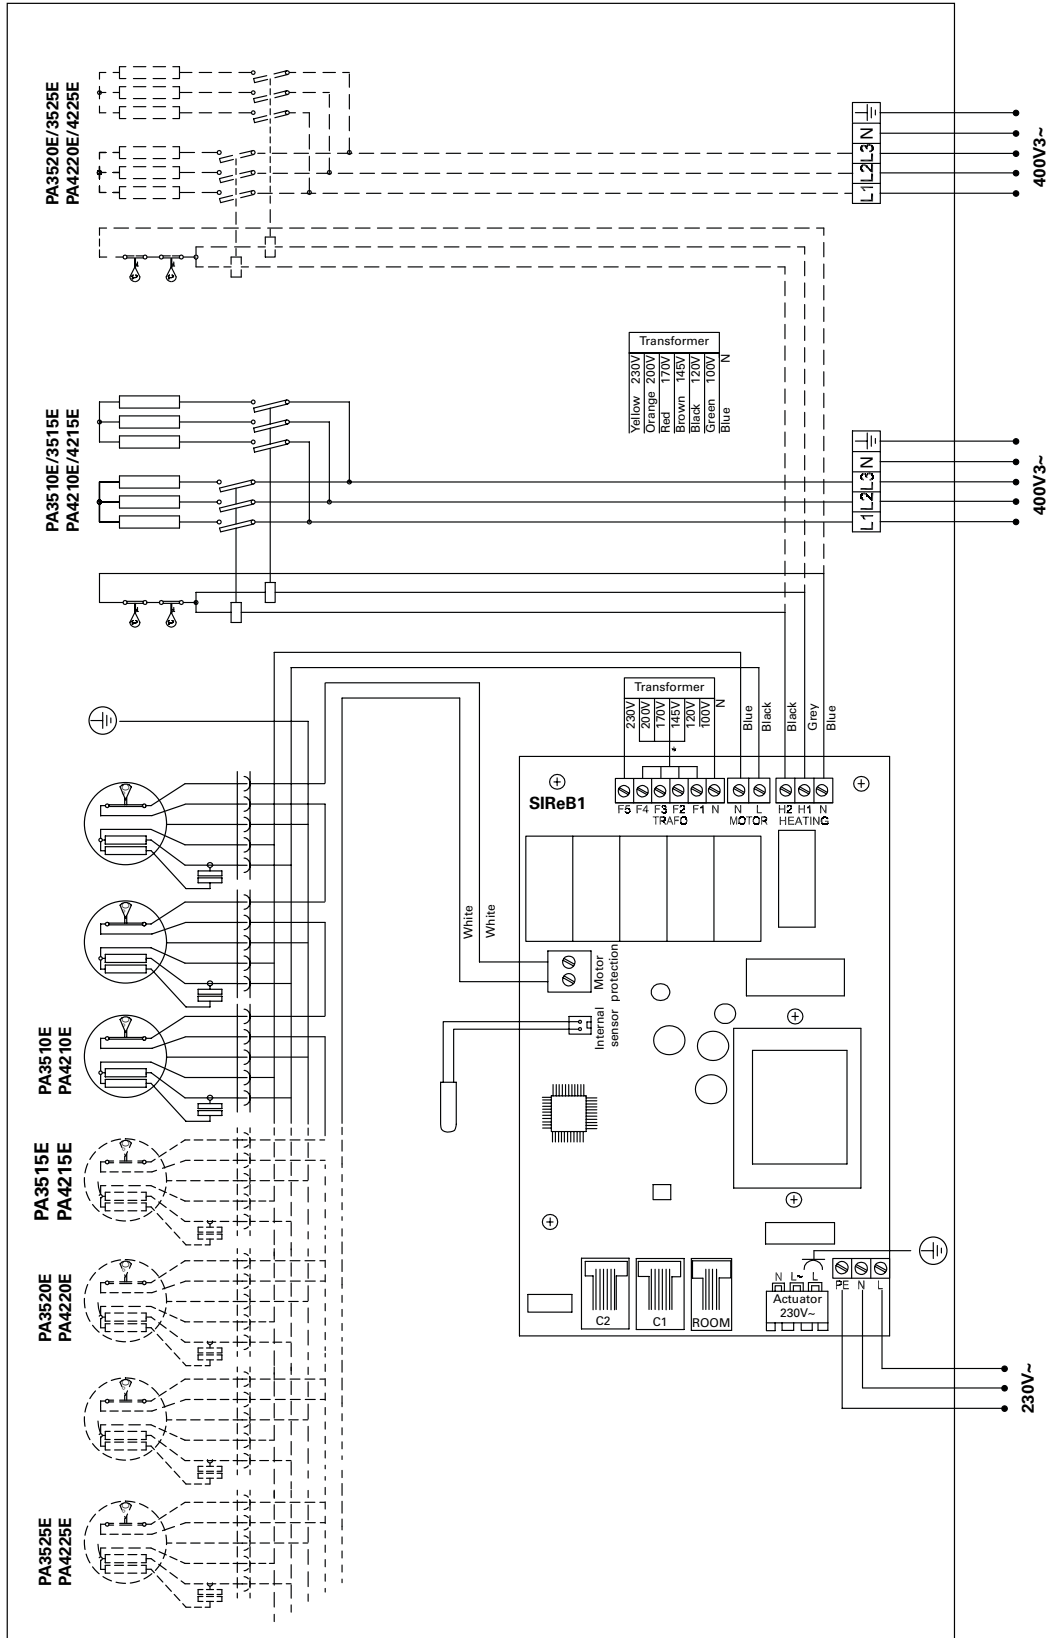 PA3520E/3525E
PA4220E/4225E
L1 L2 L3 N
400V3~
Transformer
Yellow 230V
Orange 200V
Red 170V
Brown 145V
Black 120V
Green 100V
Blue N
PA3510E/3515E
PA4210E/4215E
L1 L2 L3 N
400V3~
Transformer
230V
200V
170V
145V
120V
100V
N
*
Blue
Black
Black
Grey
Blue
SIReB1
F5 F4 F3 F2 F1 N
TRAFO
N L
MOTOR
H2 H1 N
HEATING
White
White
Motor
protection
Internal
sensor
PA3510E
PA4210E
PA3515E
PA4215E
PA3520E
PA4220E
PA3525E
PA4225E
C2
C1
ROOM
N L~ L
Actuator
230V~
PE N L
230V~